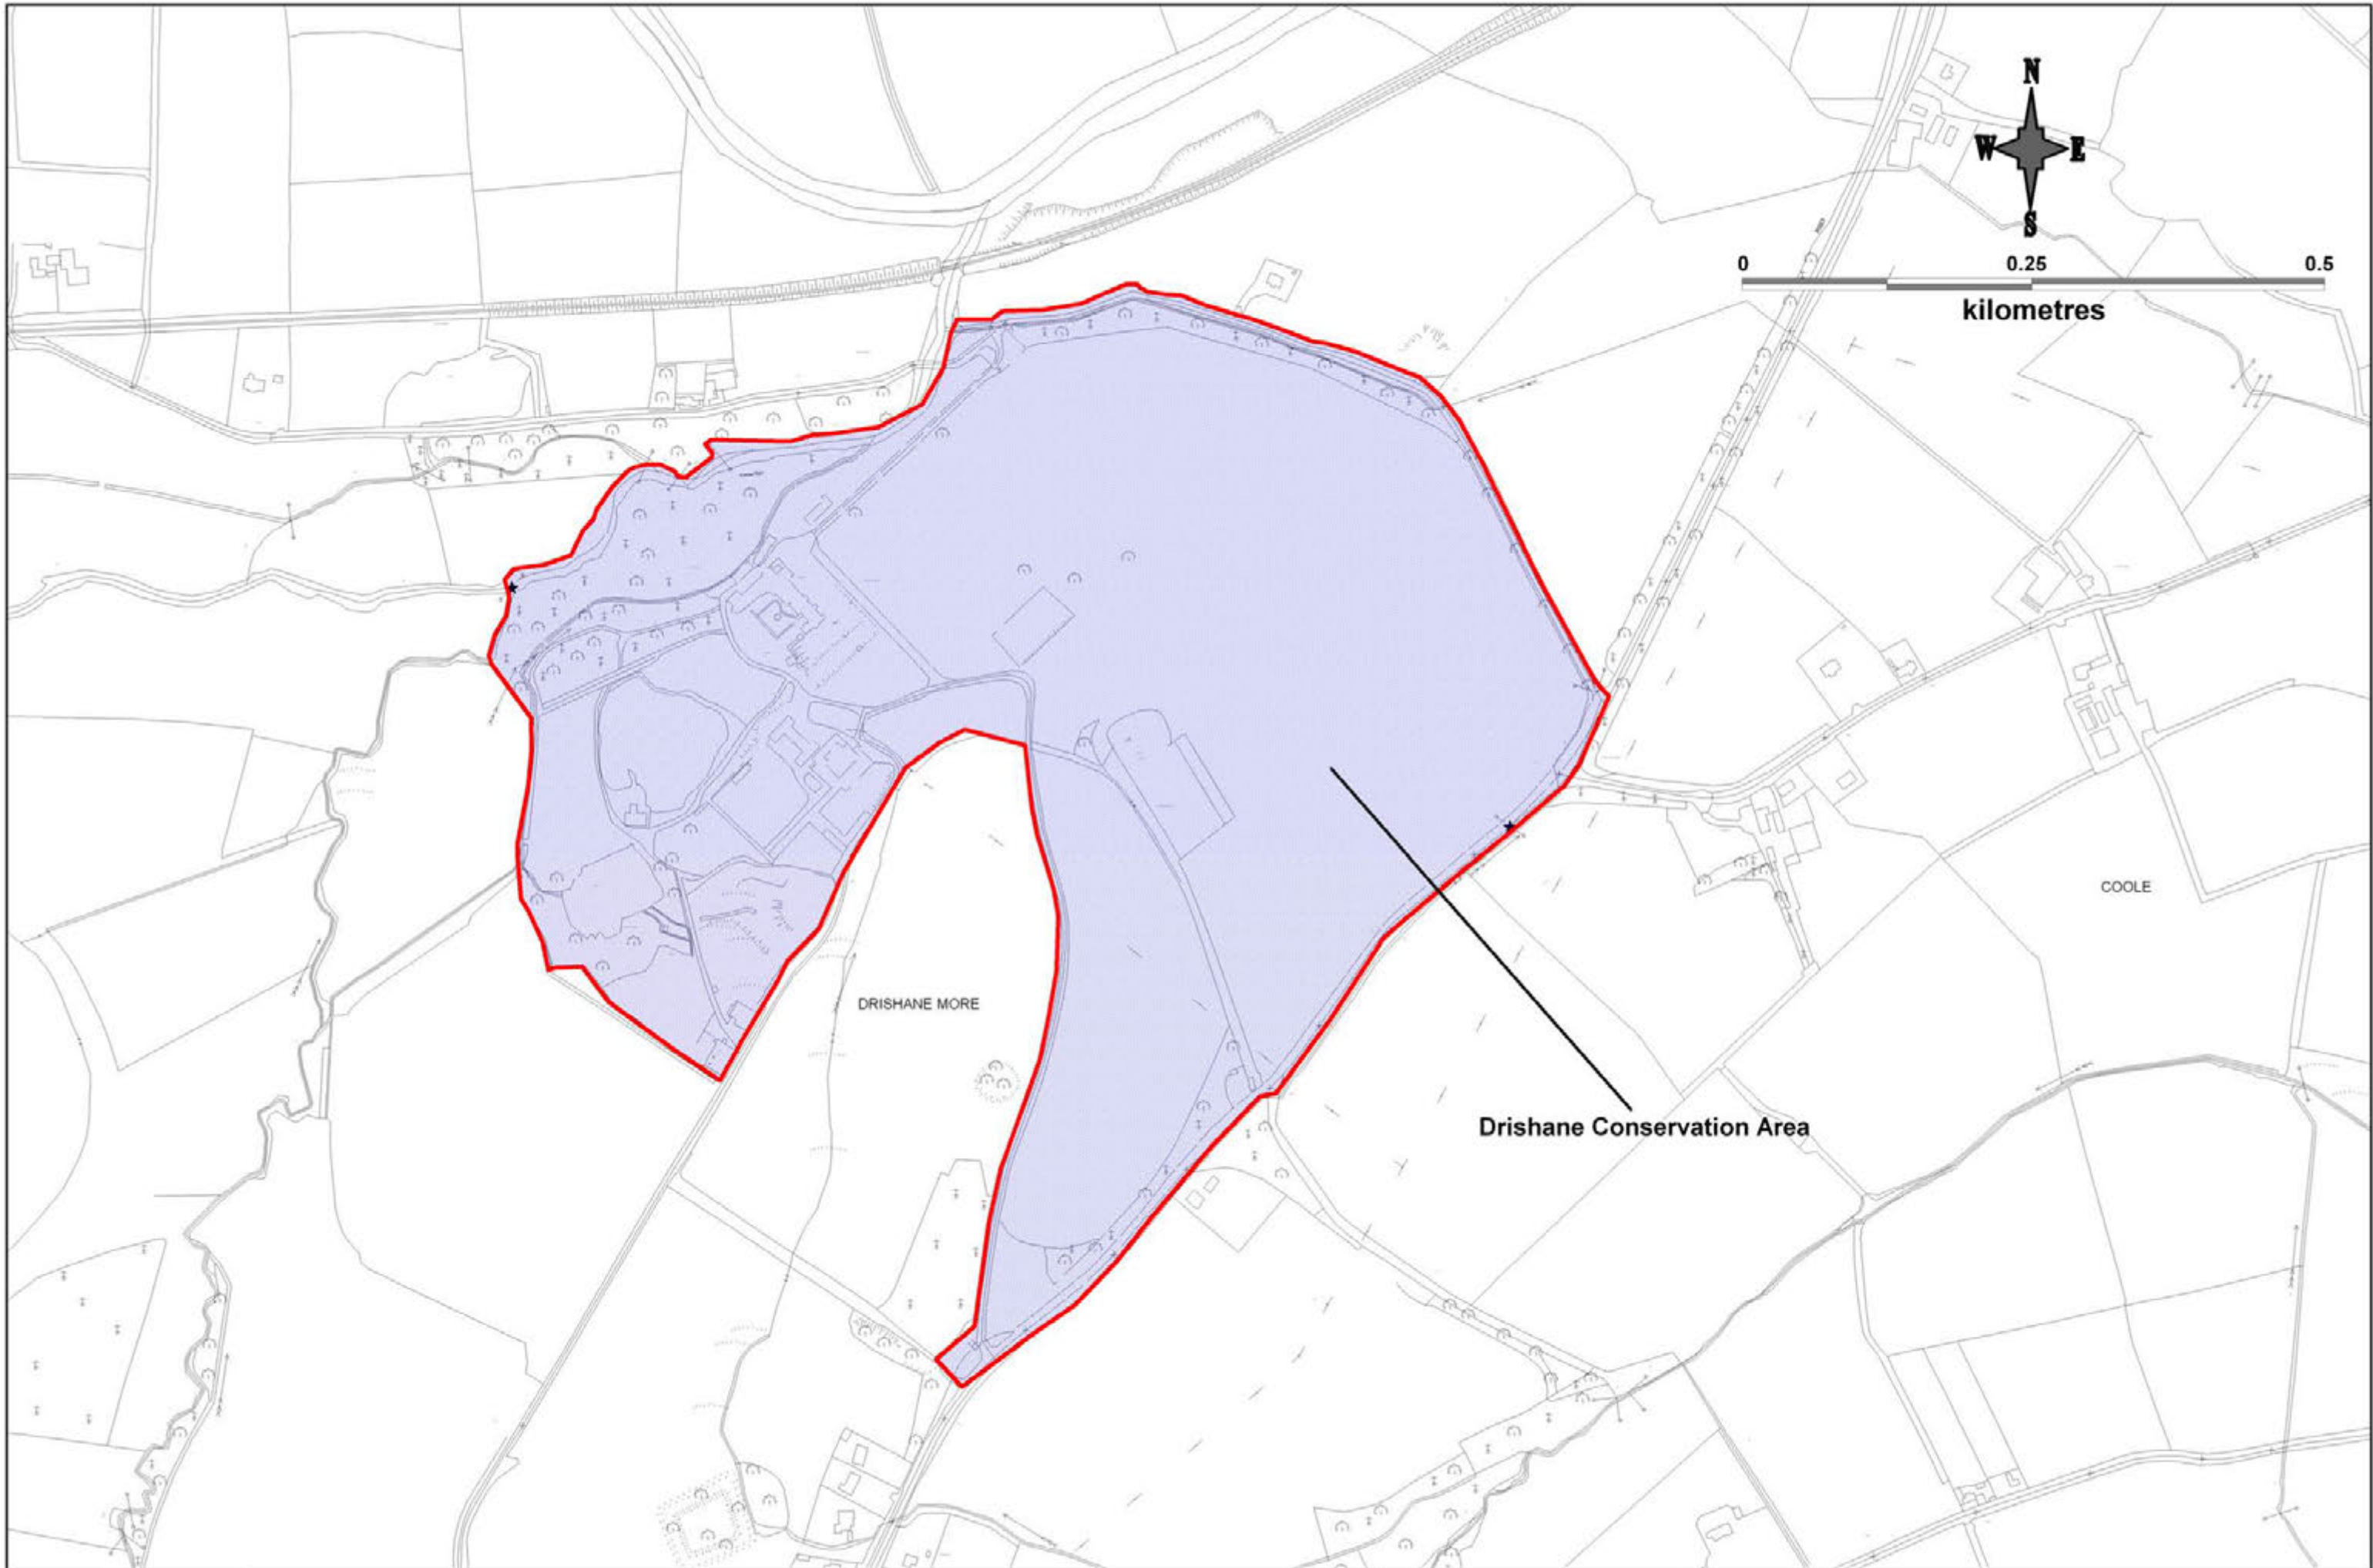 N
W E
S
0 0.25 0.5
kilometres
COOLE
DRISHANE MORE
Drishane Conservation Area